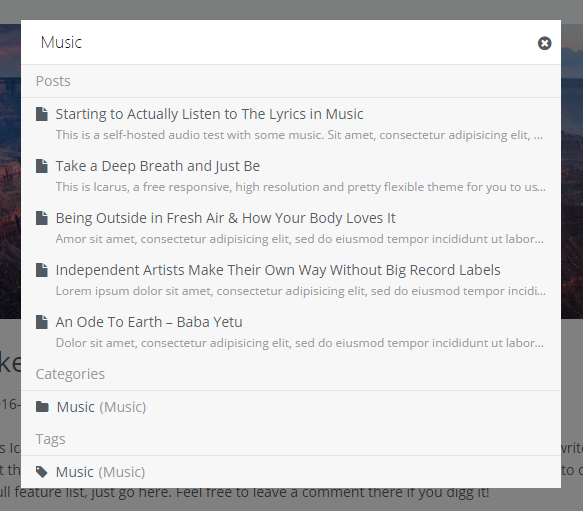 Music
Posts
Starting to Actually Listen to The Lyrics in Music
This is a self-hosted audio test with some music. Sit amet, consectetur adipisicing elit, ...
Take a Deep Breath and Just Be
This is Icarus, a free responsive, high resolution and pretty flexible theme for you to us...
Being Outside in Fresh Air & How Your Body Loves It
Amor sit amet, consectetur adipisicing elit, sed do eiusmod tempor incididunt ut labor...
Independent Artists Make Their Own Way Without Big Record Labels
Lorem ipsum dolor sit amet, consectetur adipisicing elit, sed do eiusmod tempor incidi...
An Ode To Earth – Baba Yetu
Dolor sit amet, consectetur adipisicing elit, sed do eiusmod tempor incididunt ut labor...
ke
Categories
016-
Music (Music)
Tags
s Ic
write
Music (Music)
t th
to c
ull feature list, just go here. Feel free to leave a comment there if you digg it!